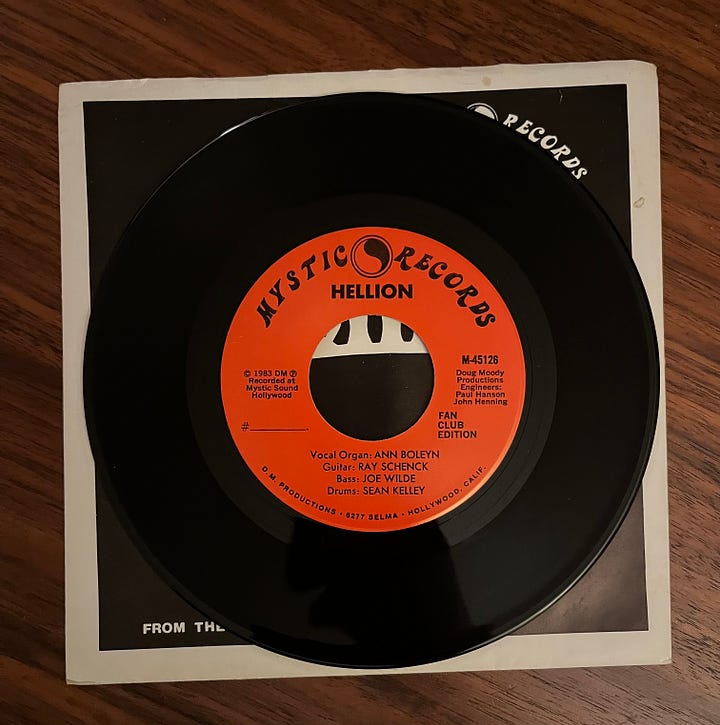 RECORDS
MYSTIC RECORDS
HELLION
© 1983 DM ℗
Recorded at
Mystic Sound
Hollywood
M-45126
Doug Moody
Productions
Engineers:
Paul Hanson
John Henning
#
FAN
CLUB
EDITION
Vocal Organ: ANN BOLEYN
Guitar: RAY SCHENCK
Bass: JOE WILDE
Drums: SEAN KELLEY
D.M. PRODUCTIONS • 6277 SELMA • HOLLYWOOD, CALIF.
FROM THE